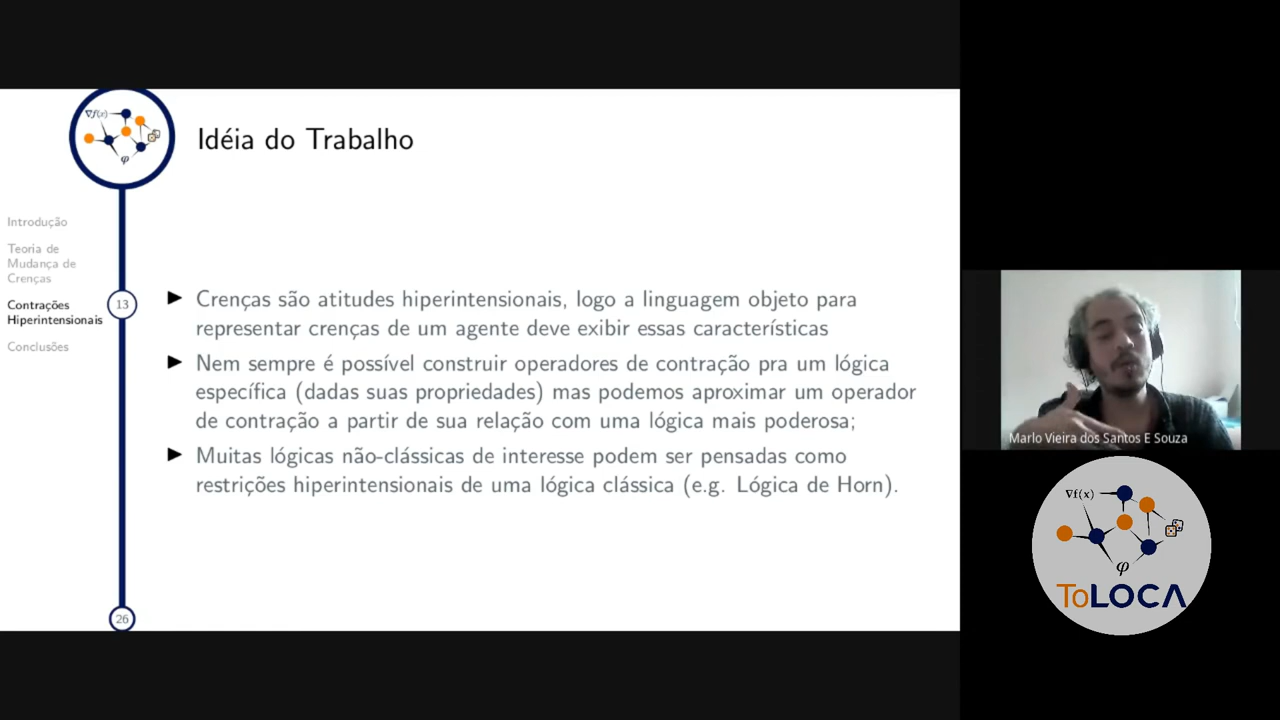 ∇f(x)
φ
Idéia do Trabalho
Introdução
Teoria de
Mudança de
Crenças
Contrações
Hiperintensionais
13
Conclusões
26
Crenças são atitudes hiperintensionais, logo a linguagem objeto para
representar crenças de um agente deve exibir essas características
Nem sempre é possível construir operadores de contração pra um lógica
específica (dadas suas propriedades) mas podemos aproximar um operador
de contração a partir de sua relação com uma lógica mais poderosa;
Muitas lógicas não-clássicas de interesse podem ser pensadas como
restrições hiperintensionais de uma lógica clássica (e.g. Lógica de Horn).
Marlo Vieira dos Santos E Souza
∇f(x)
φ
ToLOCA